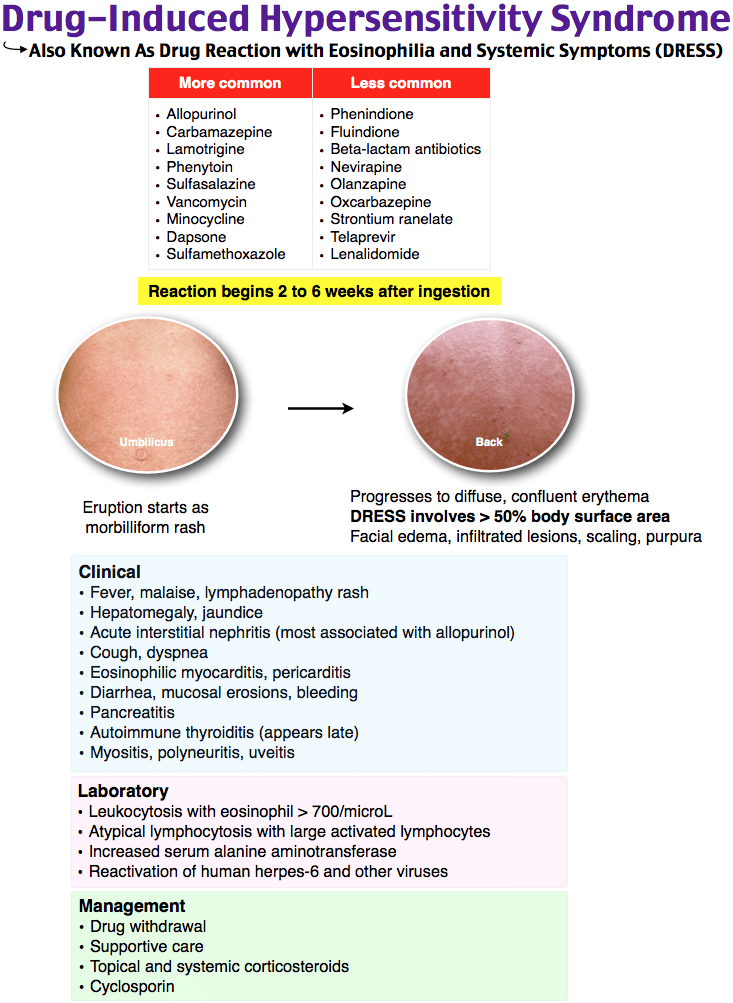 Drug-Induced Hypersensitivity Syndrome
Also Known As Drug Reaction with Eosinophilia and Systemic Symptoms (DRESS)
More common
• Allopurinol
• Carbamazepine
• Lamotrigine
• Phenytoin
• Sulfasalazine
• Vancomycin
• Minocycline
• Dapsone
• Sulfamethoxazole
Less common
• Phenindione
• Fluindione
• Beta-lactam antibiotics
• Nevirapine
• Olanzapine
• Oxcarbazepine
• Strontium ranelate
• Telaprevir
• Lenalidomide
Reaction begins 2 to 6 weeks after ingestion
Umbilicus
Eruption starts as
morbilliform rash
Back
Progresses to diffuse, confluent erythema
DRESS involves > 50% body surface area
Facial edema, infiltrated lesions, scaling, purpura
Clinical
• Fever, malaise, lymphadenopathy rash
• Hepatomegaly, jaundice
• Acute interstitial nephritis (most associated with allopurinol)
• Cough, dyspnea
• Eosinophilic myocarditis, pericarditis
• Diarrhea, mucosal erosions, bleeding
• Pancreatitis
• Autoimmune thyroiditis (appears late)
• Myositis, polyneuritis, uveitis
Laboratory
• Leukocytosis with eosinophil > 700/microL
• Atypical lymphocytosis with large activated lymphocytes
• Increased serum alanine aminotransferase
• Reactivation of human herpes-6 and other viruses
Management
• Drug withdrawal
• Supportive care
• Topical and systemic corticosteroids
• Cyclosporin